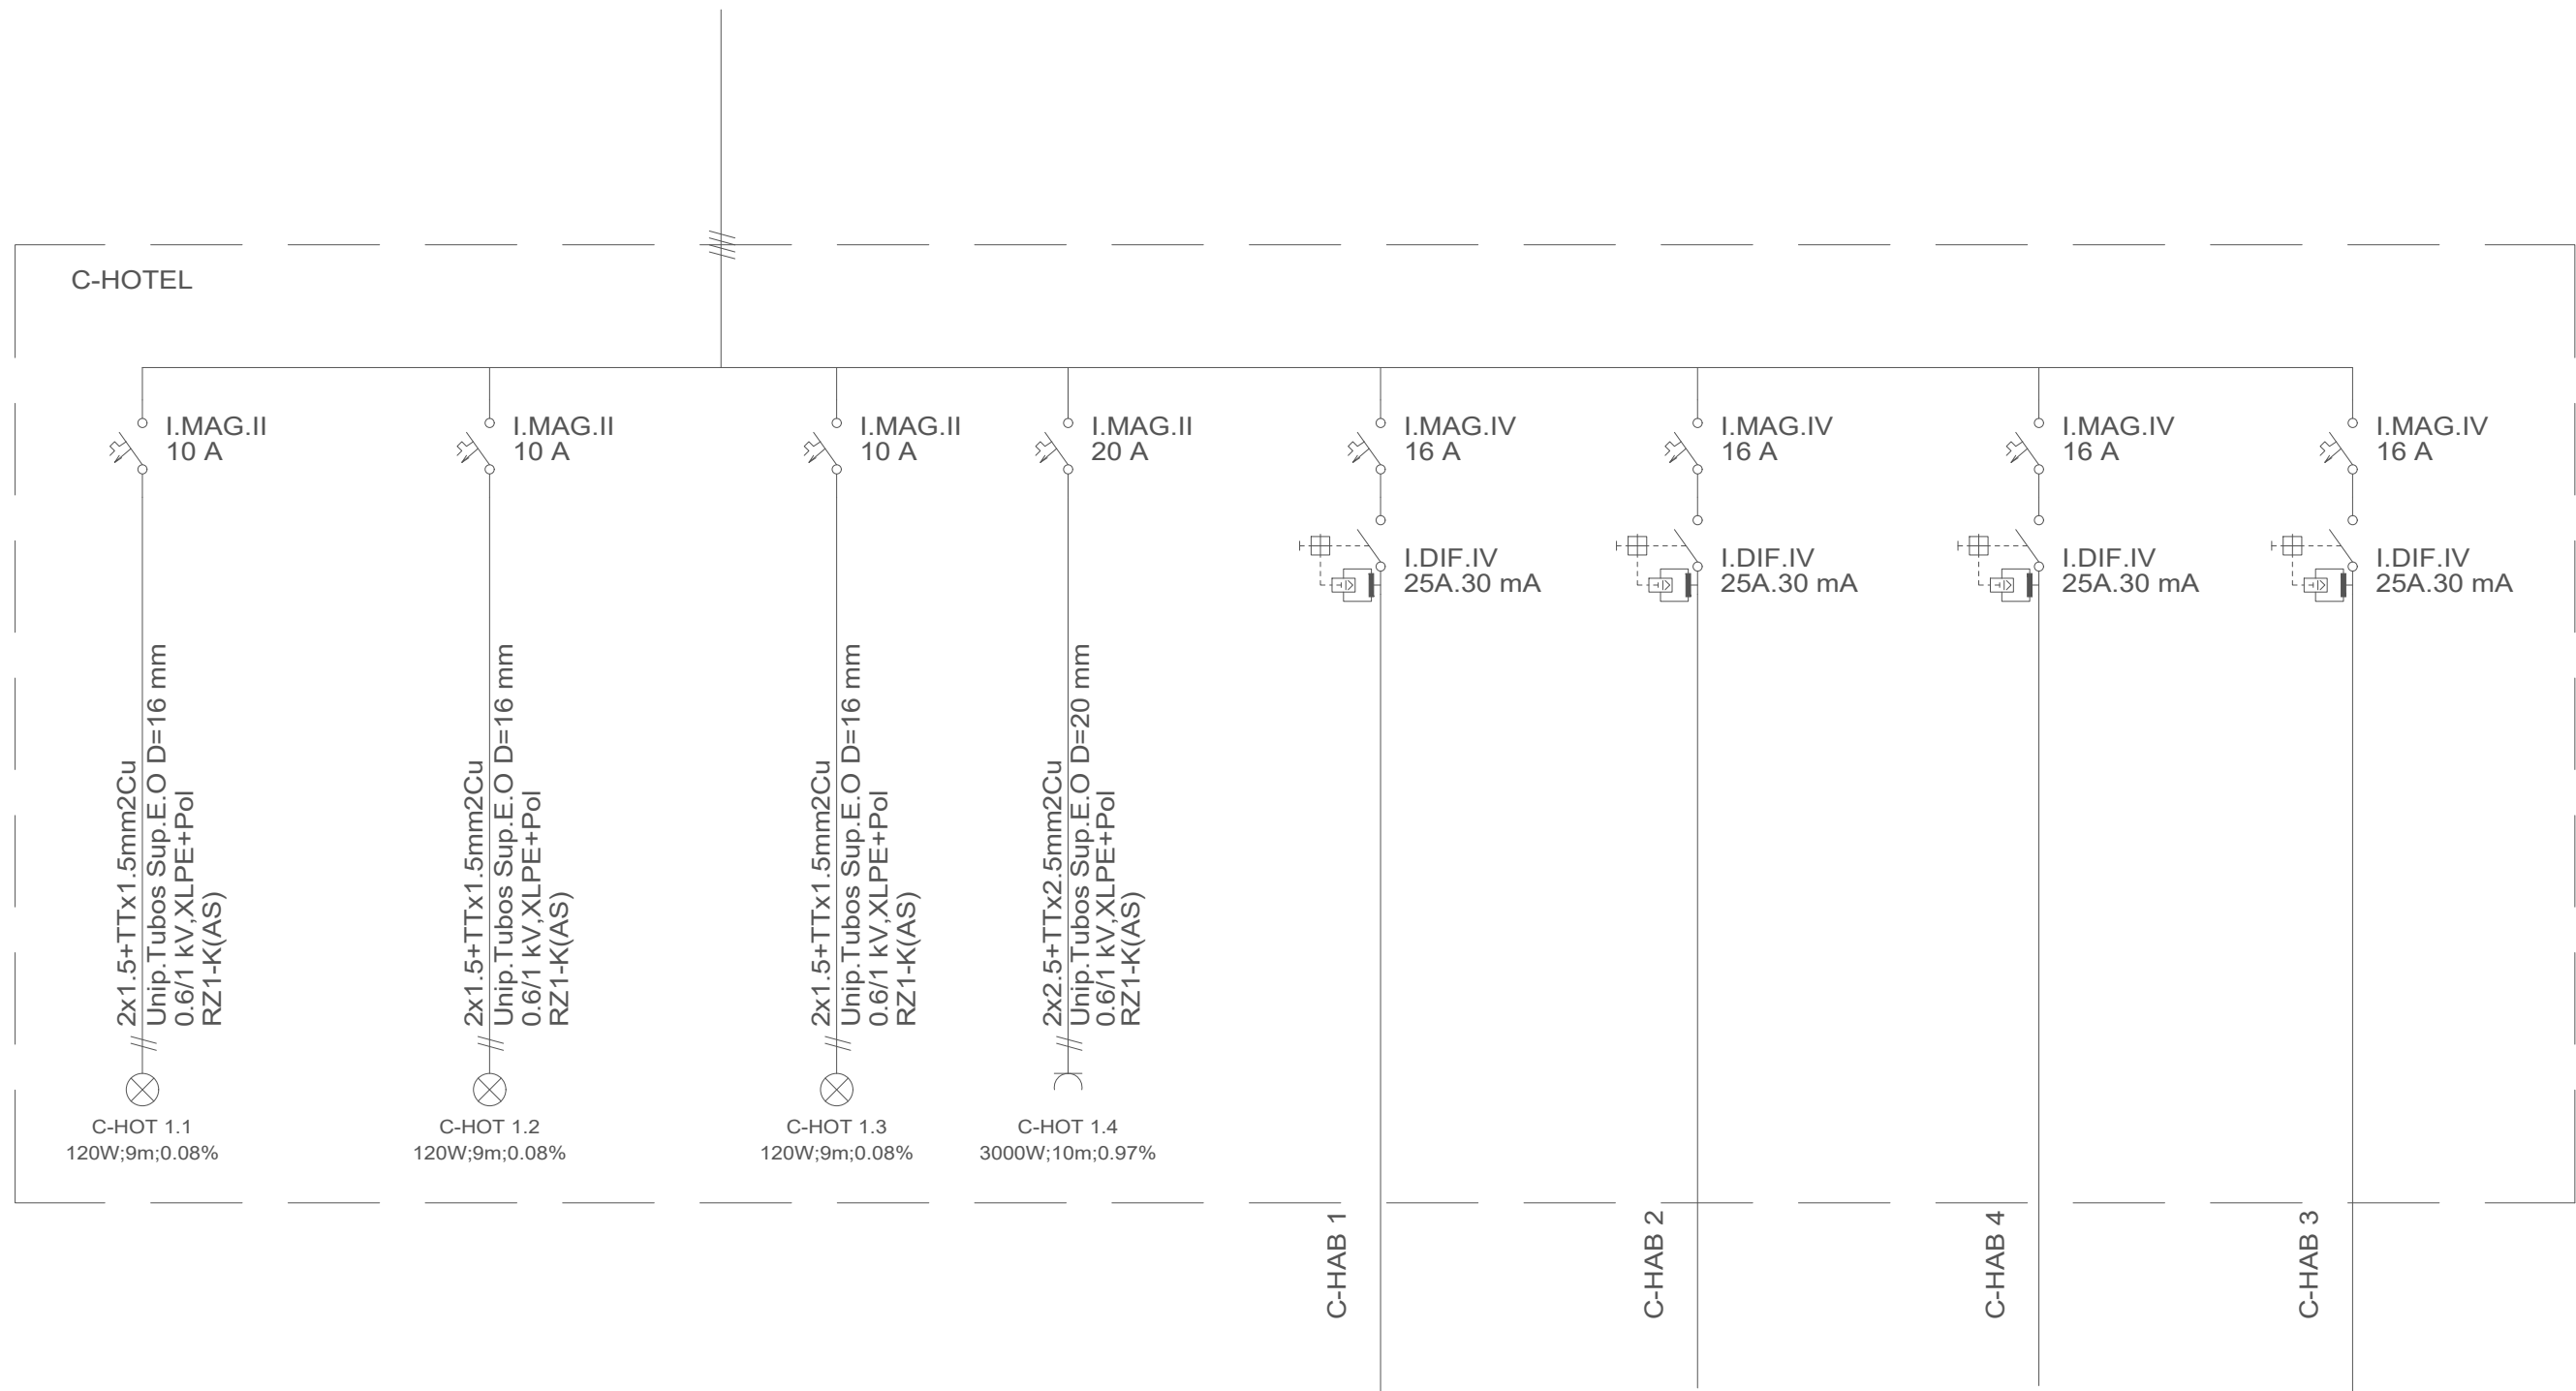 C-HOTEL
I.MAG.II
10 A
I.MAG.II
10 A
I.MAG.II
10 A
I.MAG.II
20 A
I.MAG.IV
16 A
I.MAG.IV
16 A
I.MAG.IV
16 A
I.MAG.IV
16 A
I.DIF.IV
25A.30 mA
I.DIF.IV
25A.30 mA
I.DIF.IV
25A.30 mA
I.DIF.IV
25A.30 mA
2x1.5+TTx1.5mm2Cu
Unip.Tubos Sup.E.O D=16 mm
0.6/1 kV,XLPE+Pol
RZ1-K(AS)
2x1.5+TTx1.5mm2Cu
Unip.Tubos Sup.E.O D=16 mm
0.6/1 kV,XLPE+Pol
RZ1-K(AS)
2x1.5+TTx1.5mm2Cu
Unip.Tubos Sup.E.O D=16 mm
0.6/1 kV,XLPE+Pol
RZ1-K(AS)
2x2.5+TTx2.5mm2Cu
Unip.Tubos Sup.E.O D=20 mm
0.6/1 kV,XLPE+Pol
RZ1-K(AS)
C-HOT 1.1
120W;9m;0.08%
C-HOT 1.2
120W;9m;0.08%
C-HOT 1.3
120W;9m;0.08%
C-HOT 1.4
3000W;10m;0.97%
C-HAB 1
C-HAB 2
C-HAB 4
C-HAB 3